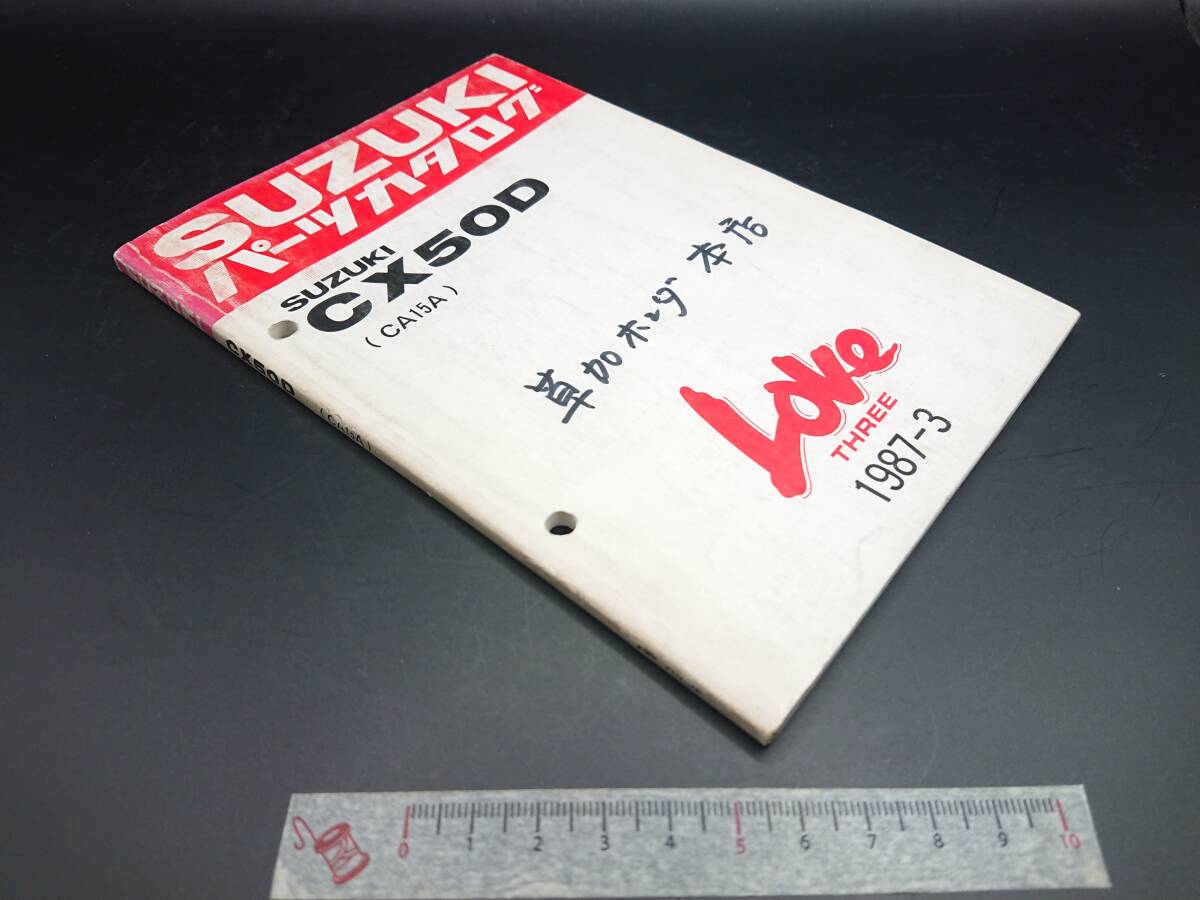 SUZUKI
パーツカタログ
SUZUKI
CX50D
(CA15A)
草加ホンダ 本店
Love
THREE
1987-3
CX50D
(CA15A)
0 1 2 3 4 5 6 7 8 9 10